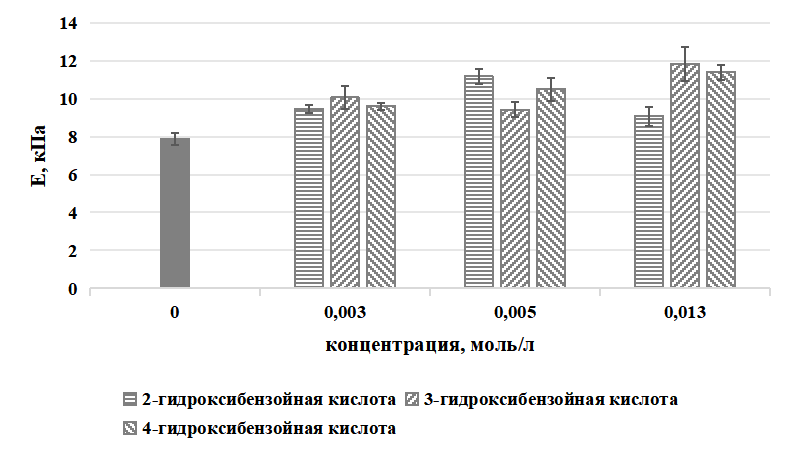 14
12
10
8
6
4
2
0
E, кПа
0 0,003 0,005 0,013
концентрация, моль/л
2-гидроксибензойная кислота 3-гидроксибензойная кислота
4-гидроксибензойная кислота